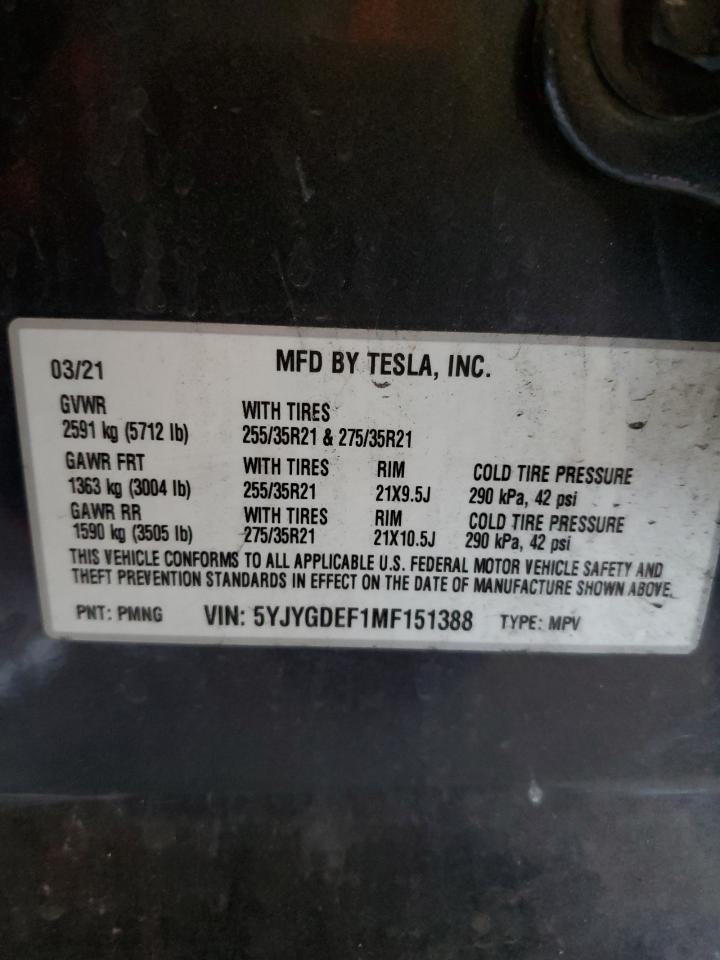 03/21 MFD BY TESLA, INC.
GVWR WITH TIRES
2591 kg (5712 lb) 255/35R21 & 275/35R21
GAWR FRT WITH TIRES RIM COLD TIRE PRESSURE
1363 kg (3004 lb) 255/35R21 21X9.5J 290 kPa, 42 psi
GAWR RR WITH TIRES RIM COLD TIRE PRESSURE
1590 kg (3505 lb) 275/35R21 21X10.5J 290 kPa, 42 psi
THIS VEHICLE CONFORMS TO ALL APPLICABLE U.S. FEDERAL MOTOR VEHICLE SAFETY AND
THEFT PREVENTION STANDARDS IN EFFECT ON THE DATE OF MANUFACTURE SHOWN ABOVE.
PNT: PMNG VIN: 5YJYGDEF1MF151388 TYPE: MPV